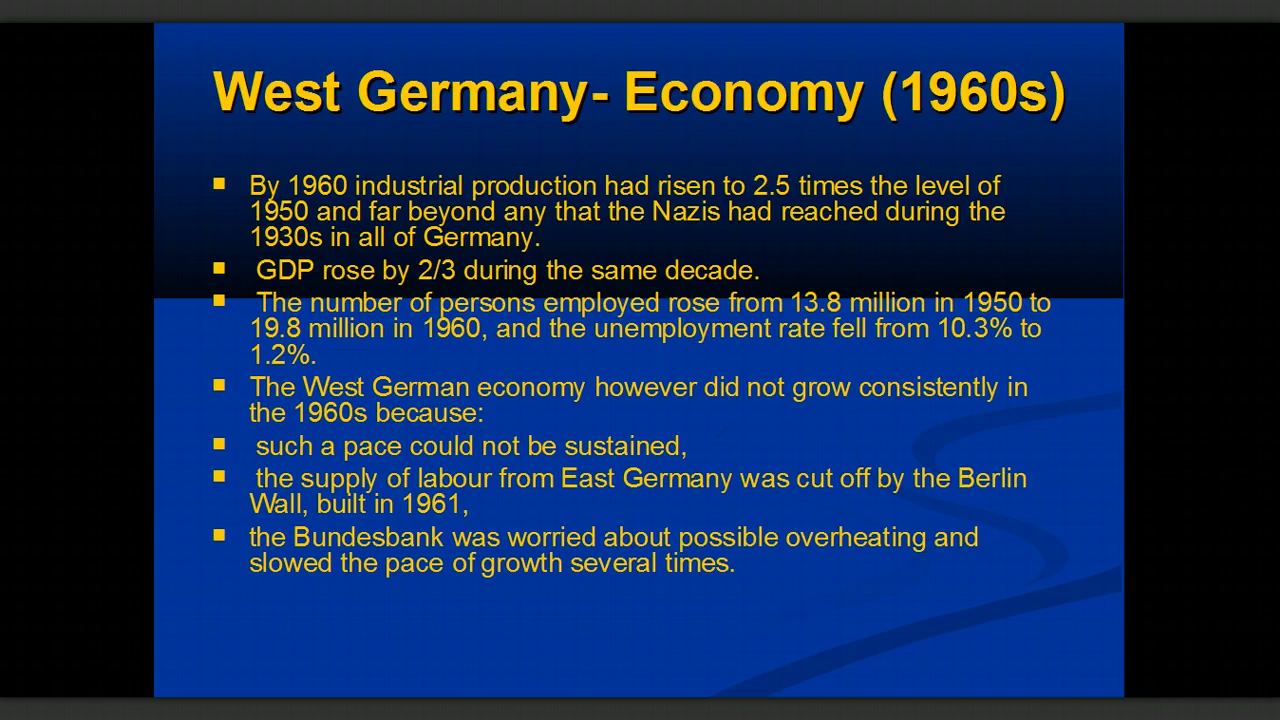 West Germany- Economy (1960s)
By 1960 industrial production had risen to 2.5 times the level of
1950 and far beyond any that the Nazis had reached during the
1930s in all of Germany.
GDP rose by 2/3 during the same decade.
The number of persons employed rose from 13.8 million in 1950 to
19.8 million in 1960, and the unemployment rate fell from 10.3% to
1.2%.
The West German economy however did not grow consistently in
the 1960s because:
such a pace could not be sustained,
the supply of labour from East Germany was cut off by the Berlin
Wall, built in 1961,
the Bundesbank was worried about possible overheating and
slowed the pace of growth several times.